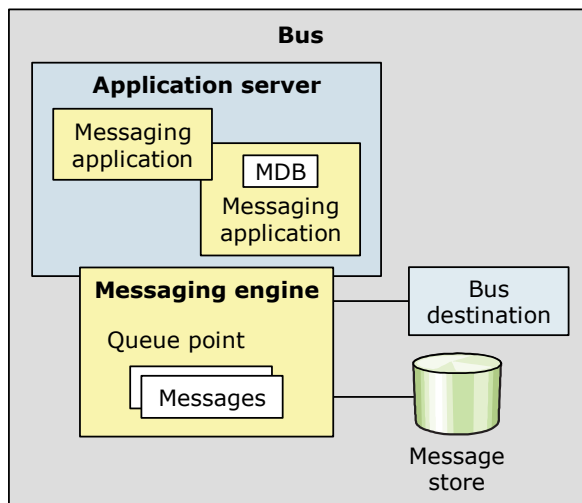 Bus
Application server
Messaging
application
MDB
Messaging
application
Messaging engine
Queue point
Messages
Bus
destination
Message
store